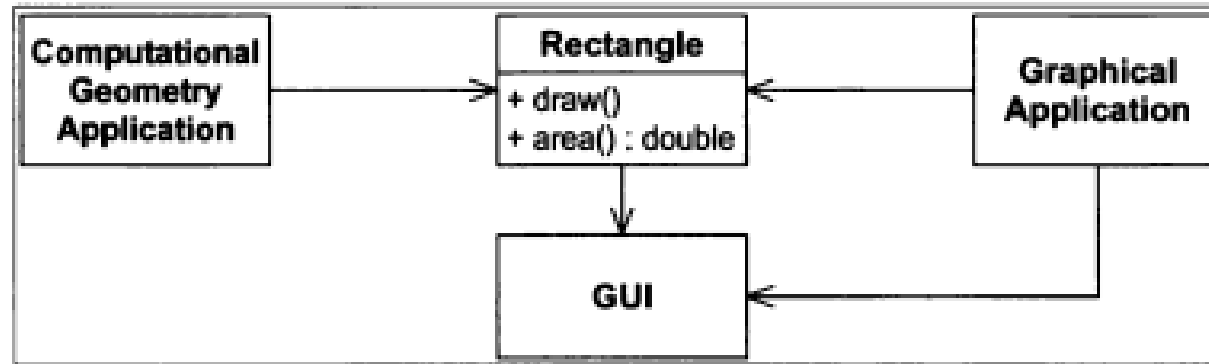 Computational
Geometry
Application
Rectangle
+ draw()
+ area() : double
Graphical
Application
GUI